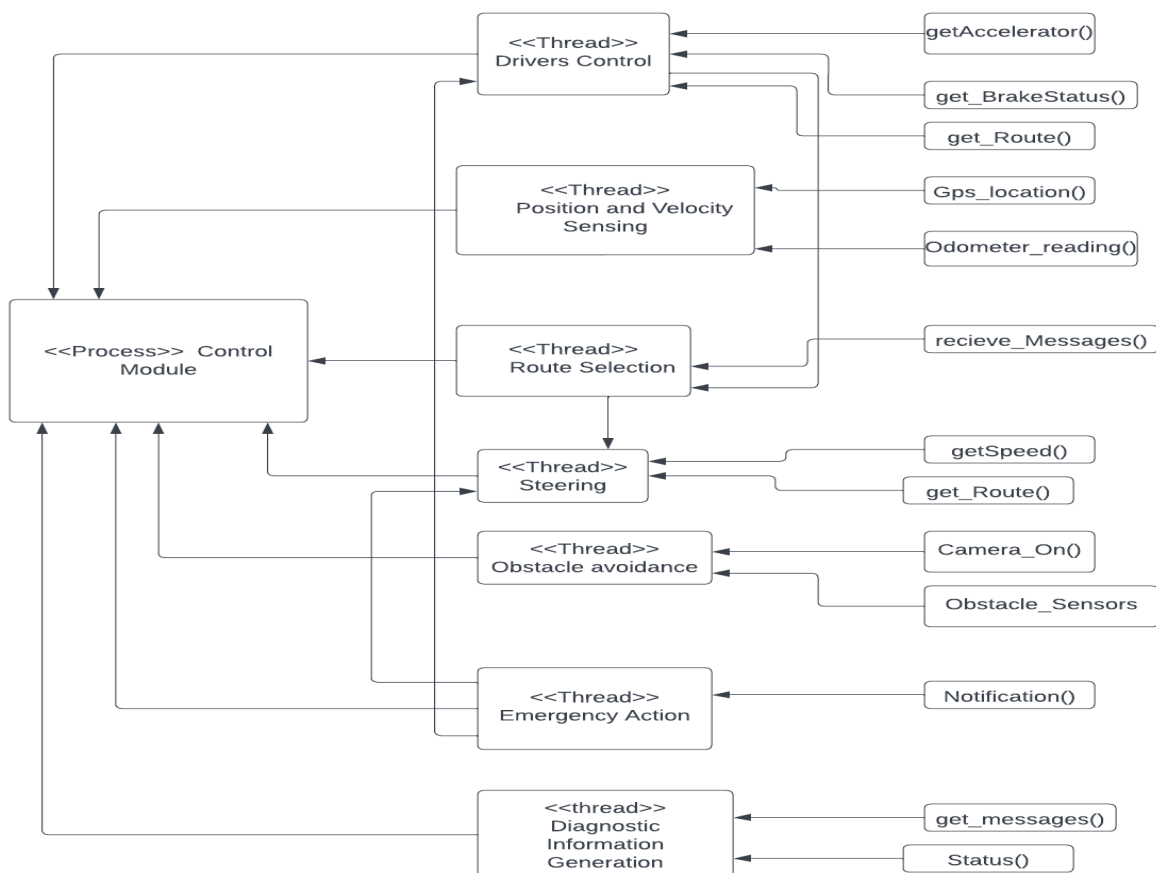 <<Thread>>
Drivers Control
getAccelerator()
get_BrakeStatus()
get_Route()
<<Thread>>
Position and Velocity
Sensing
Gps_location()
Odometer_reading()
<<Process>> Control
Module
<<Thread>>
Route Selection
recieve_Messages()
<<Thread>>
Steering
getSpeed()
get_Route()
<<Thread>>
Obstacle avoidance
Camera_On()
Obstacle_Sensors
<<Thread>>
Emergency Action
Notification()
<<thread>>
Diagnostic
Information
Generation
get_messages()
Status()